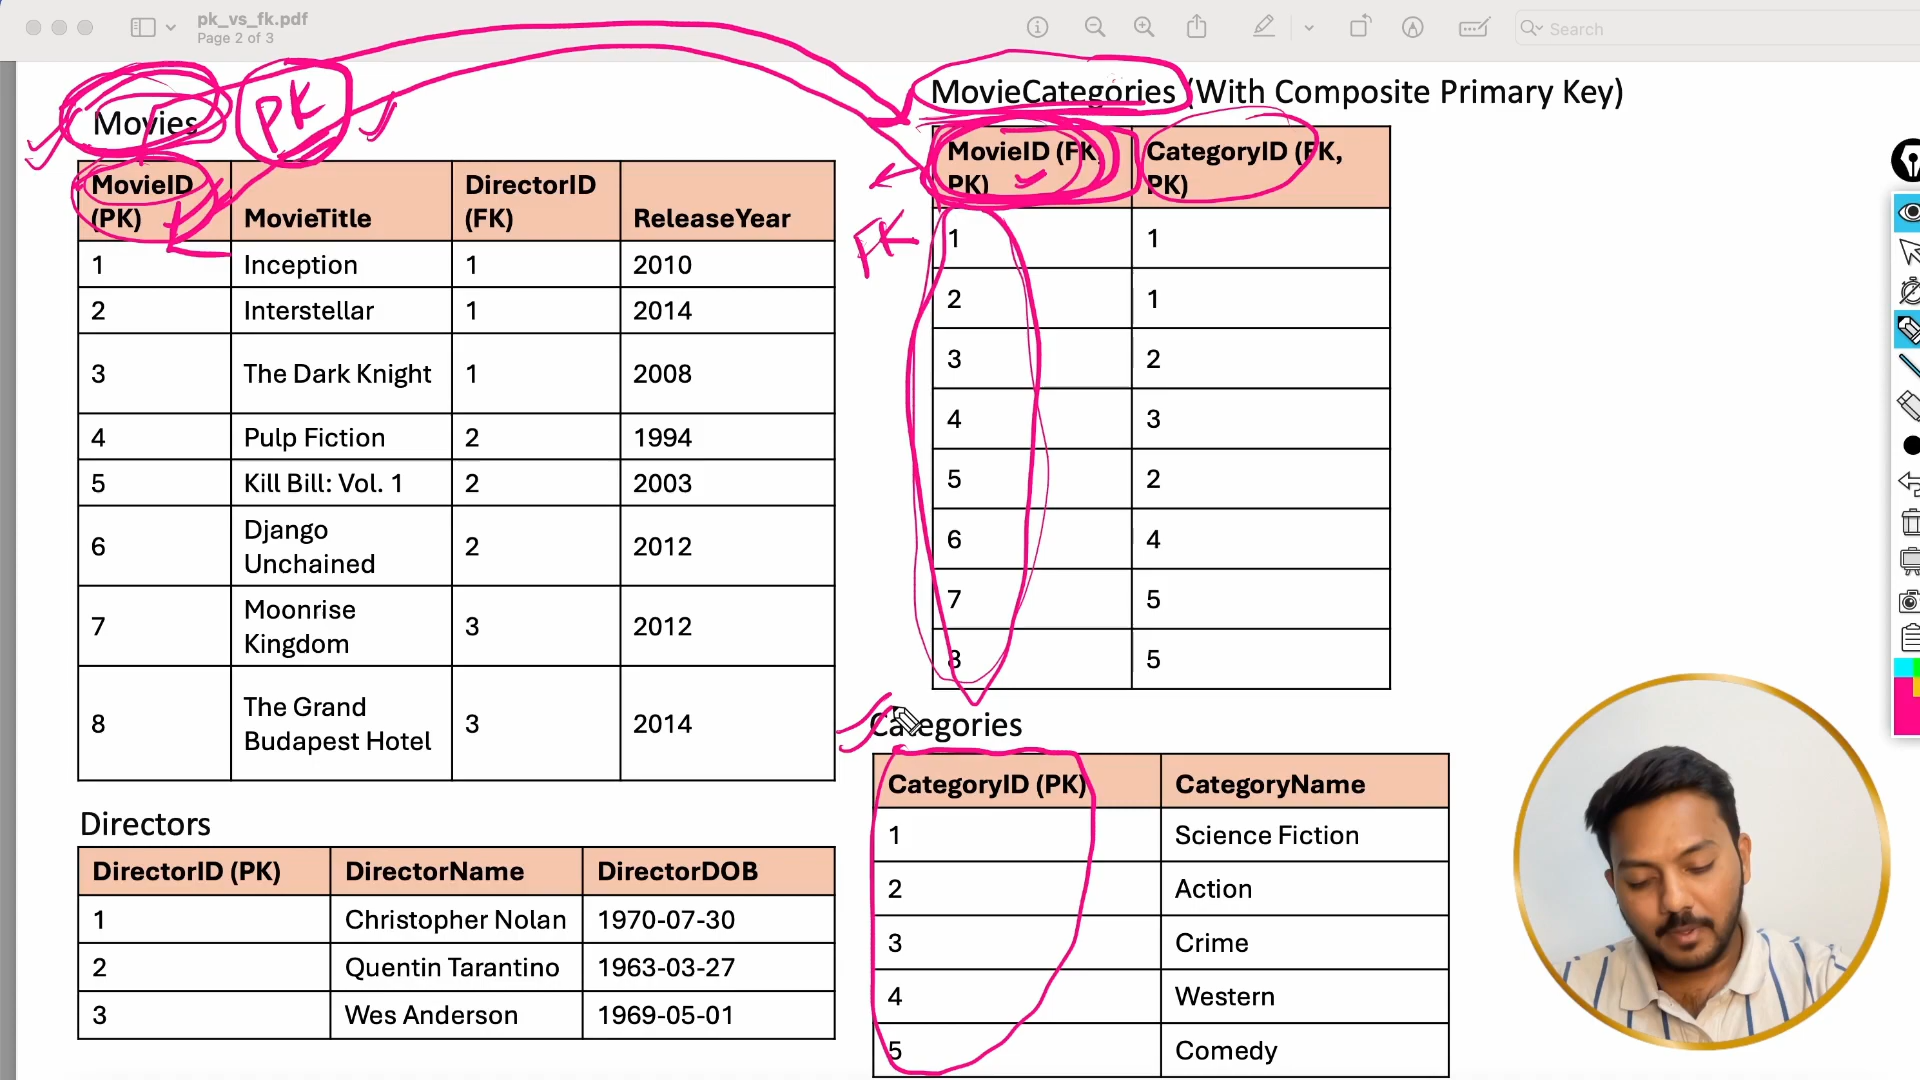 pk_vs_fk.pdf
Page 2 of 3
Search
Movies
PK
MovieID (PK) MovieTitle DirectorID (FK) ReleaseYear
1 Inception 1 2010
2 Interstellar 1 2014
3 The Dark Knight 1 2008
4 Pulp Fiction 2 1994
5 Kill Bill: Vol. 1 2 2003
6 Django Unchained 2 2012
7 Moonrise Kingdom 3 2012
8 The Grand Budapest Hotel 3 2014
Directors
DirectorID (PK) DirectorName DirectorDOB
1 Christopher Nolan 1970-07-30
2 Quentin Tarantino 1963-03-27
3 Wes Anderson 1969-05-01
MovieCategories (With Composite Primary Key)
MovieID (FK, PK) CategoryID (FK, PK)
FK
1 1
2 1
3 2
4 3
5 2
6 4
7 5
8 5
Categories
CategoryID (PK) CategoryName
1 Science Fiction
2 Action
3 Crime
4 Western
5 Comedy